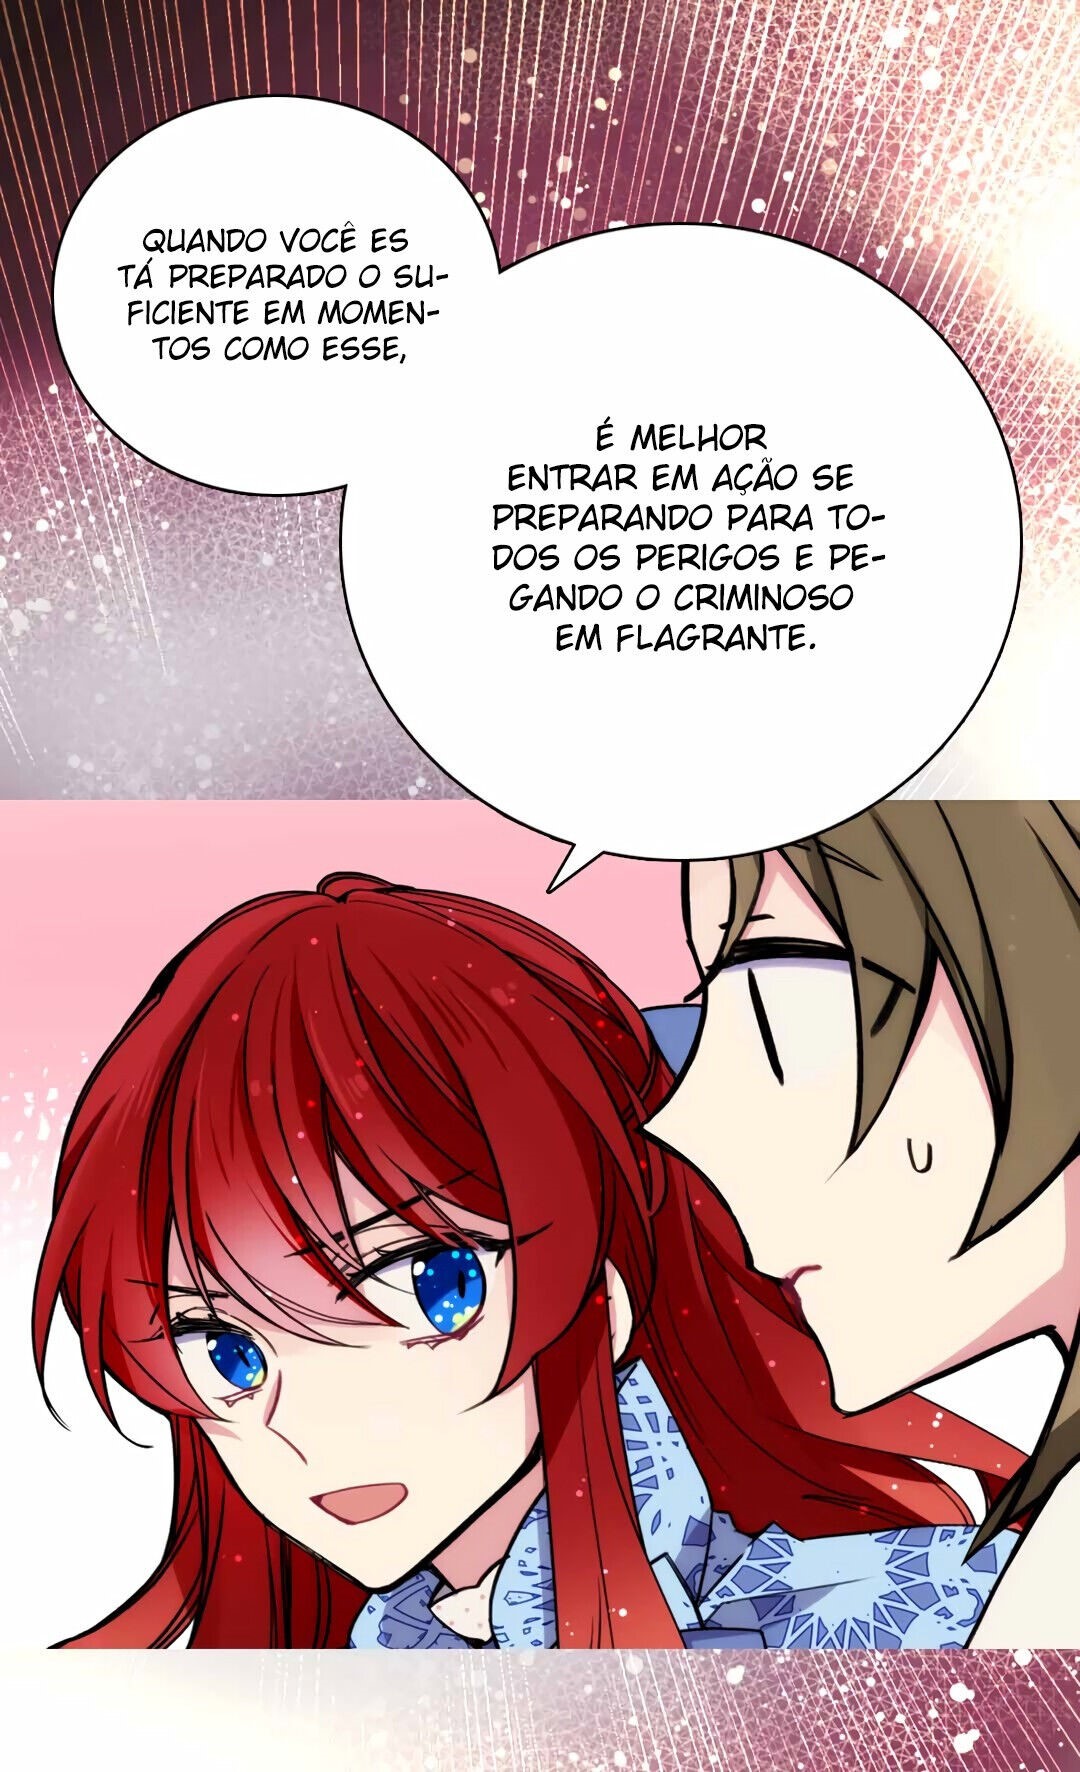 QUANDO VOCÊ ES
TÁ PREPARADO O SU-
FICIENTE EM MOMEN-
TOS COMO ESSE,
É MELHOR
ENTRAR EM AÇÃO SE
PREPARANDO PARA TO-
DOS OS PERIGOS E PE-
GANDO O CRIMINOSO
EM FLAGRANTE.